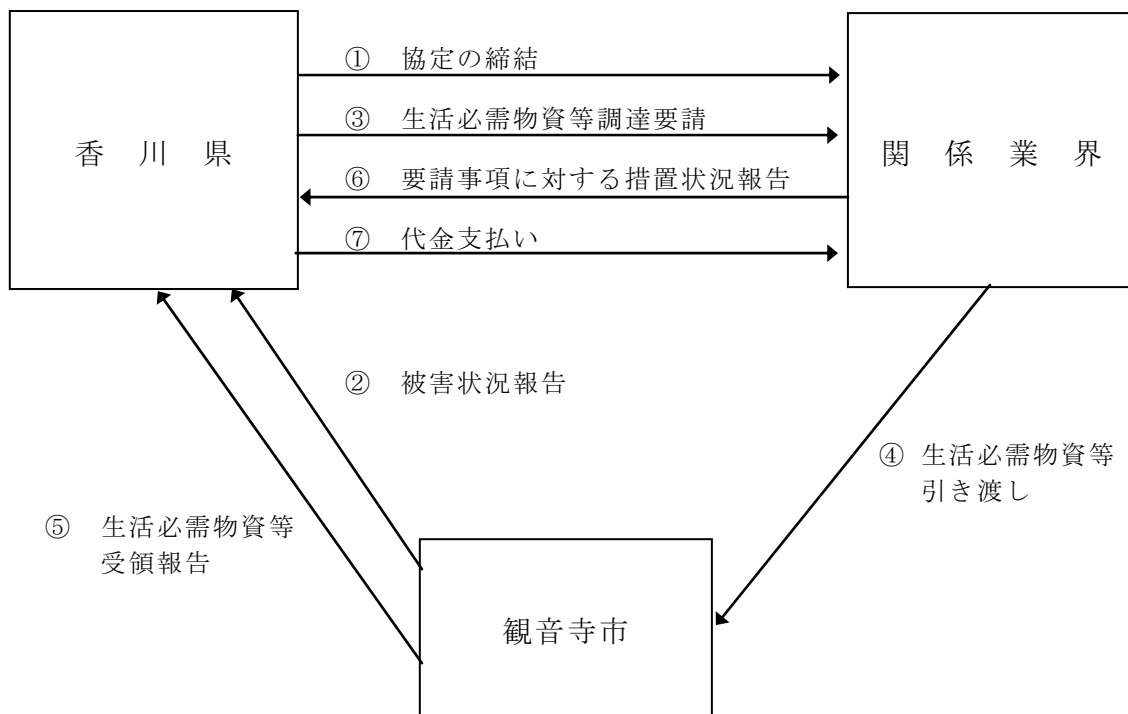 ① 協定の締結
③ 生活必需物資等調達要請
香川県
関係業界
⑥ 要請事項に対する措置状況報告
⑦ 代金支払い
② 被害状況報告
④ 生活必需物資等
引き渡し
⑤ 生活必需物資等
受領報告
観音寺市